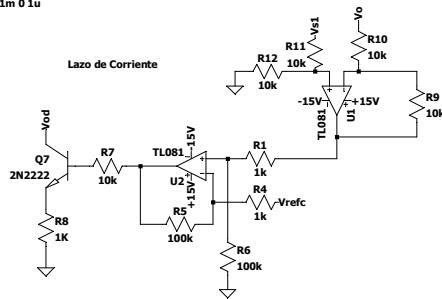 1m 0 1u
Lazo de Corriente
Vs1
Vo
R11
10k
R10
10k
R12
10k
-15V
+15V
TL081
U1
R9
10k
Vod
Q7
2N2222
R7
10k
TL081
-15V
U2
+15V
R1
1k
R4
1k
Vrefc
R5
100k
R8
1K
R6
100k